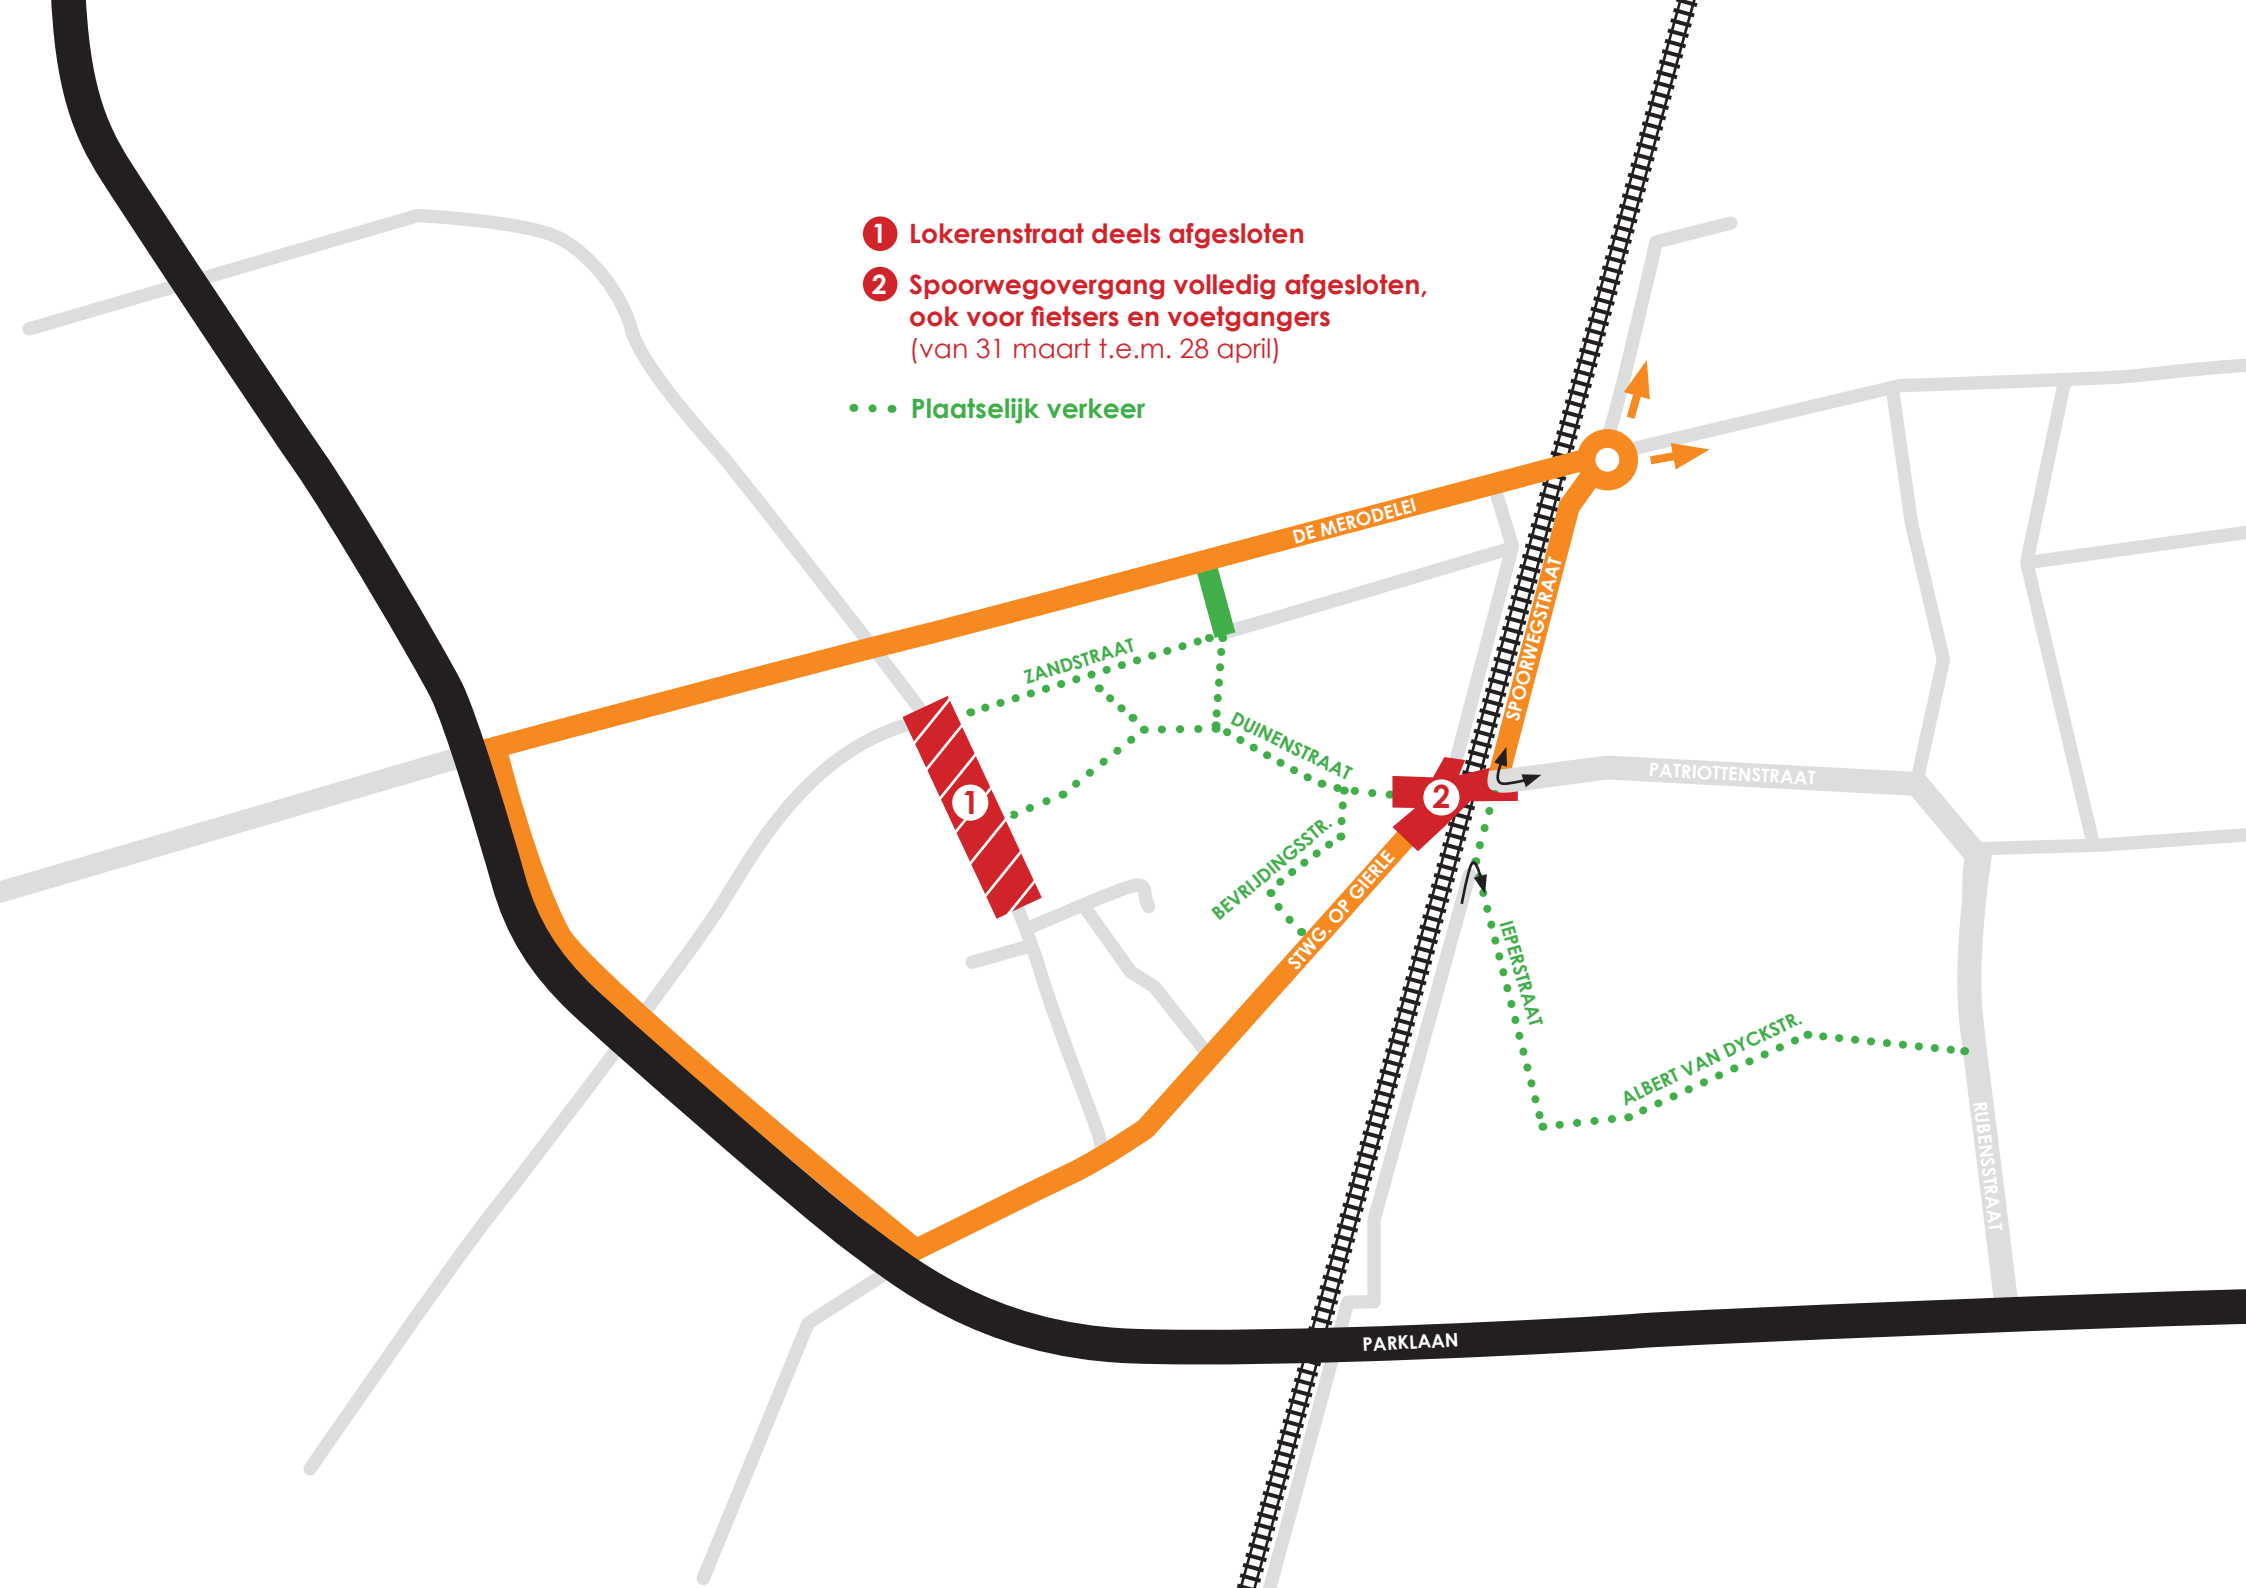 1 Lokerenstraat deels afgesloten
2 Spoorwegovergang volledig afgesloten,
ook voor fietsers en voetgangers
(van 31 maart t.e.m. 28 april)
Plaatselijk verkeer
DE MERODELEI
SPOORWEGSTRAAT
ZANDSTRAAT
DUINENSTRAAT
PATRIOTTENSTRAAT
1
2
BEVRIJDINGSSTR.
STWG. OP GIERLE
IEPERSTRAAT
ALBERT VAN DYCKSTR.
RUBENSSTRAAT
PARKLAAN